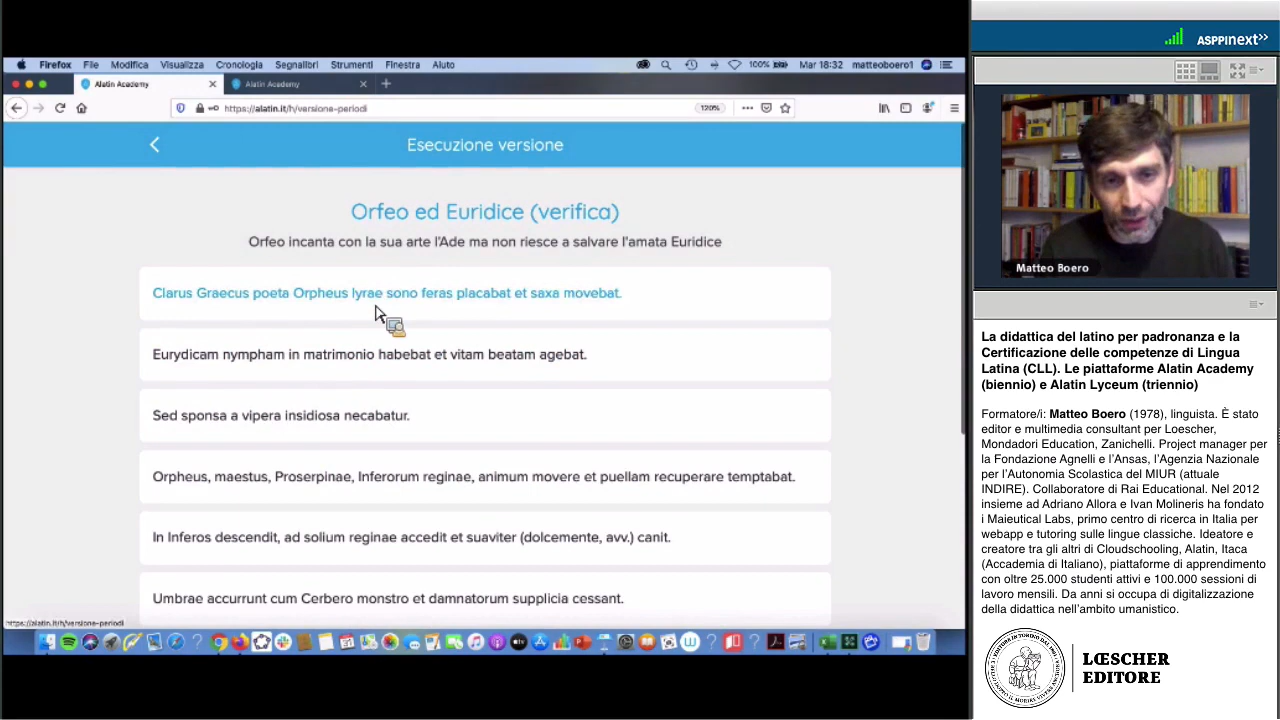 Firefox File Modifica Visualizza Cronologia Segnalibri Strumenti Finestra Aiuto 100% Mar 18:32 matteoboero1
Alatin Academy Alatin Academy
https://alatin.it/h/versione-periodi 120%
Esecuzione versione
Orfeo ed Euridice (verifica)
Orfeo incanta con la sua arte l'Ade ma non riesce a salvare l'amata Euridice
Clarus Graecus poeta Orpheus lyrae sono feras placabat et saxa movebat.
Eurydicam nympham in matrimonio habebat et vitam beatam agebat.
Sed sponsa a vipera insidiosa necabatur.
Orpheus, maestus, Proserpinae, Inferorum reginae, animum movere et puellam recuperare temptabat.
In Inferos descendit, ad solium reginae accedit et suaviter (dolcemente, avv.) canit.
Umbrae accurrunt cum Cerbero monstro et damnatorum supplicia cessant.
https://alatin.it/h/versione-periodi
ASPPInext>>
Matteo Boero
La didattica del latino per padronanza e la
Certificazione delle competenze di Lingua
Latina (CLL). Le piattaforme Alatin Academy
(biennio) e Alatin Lyceum (triennio)
Formatore/i: Matteo Boero (1978), linguista. È stato
editor e multimedia consultant per Loescher,
Mondadori Education, Zanichelli. Project manager per
la Fondazione Agnelli e l'Ansas, l'Agenzia Nazionale
per l'Autonomia Scolastica del MIUR (attuale
INDIRE). Collaboratore di Rai Educational. Nel 2012
insieme ad Adriano Allora e Ivan Molineris ha fondato
i Maieutical Labs, primo centro di ricerca in Italia per
webapp e tutoring sulle lingue classiche. Ideatore e
creatore tra gli altri di Cloudschooling, Alatin, Itaca
(Accademia di Italiano), piattaforme di apprendimento
con oltre 25.000 studenti attivi e 100.000 sessioni di
lavoro mensili. Da anni si occupa di digitalizzazione
della didattica nell'ambito umanistico.
LŒSCHER
EDITORE